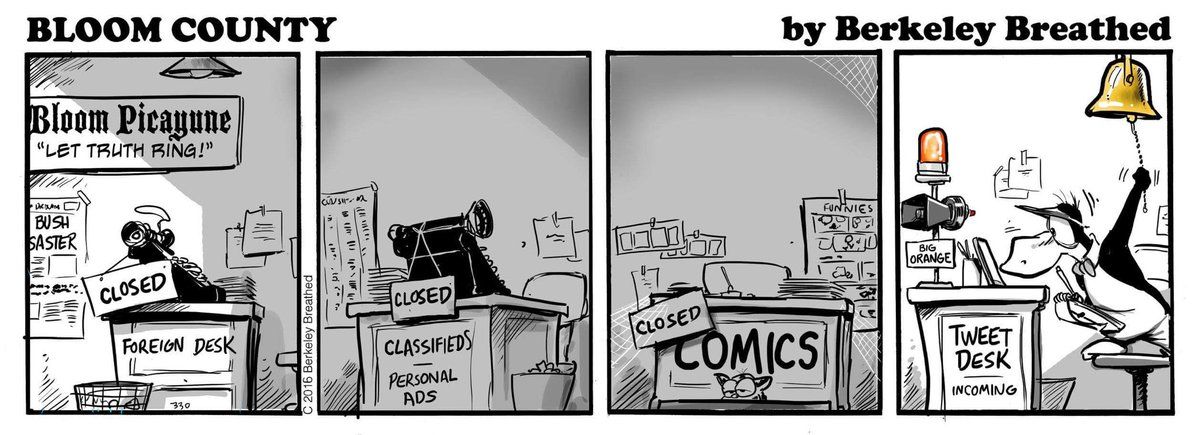 BLOOM COUNTY
by Berkeley Breathed
Bloom Picayune
"LET TRUTH RING!"
BUSH
SASTER
CLOSED
FOREIGN DESK
330
© 2016 Berkeley Breathed
CLOSED
CLASSIFIEDS
PERSONAL
ADS
FUNNIES
CLOSED
COMICS
BIG
ORANGE
TWEET
DESK
INCOMING